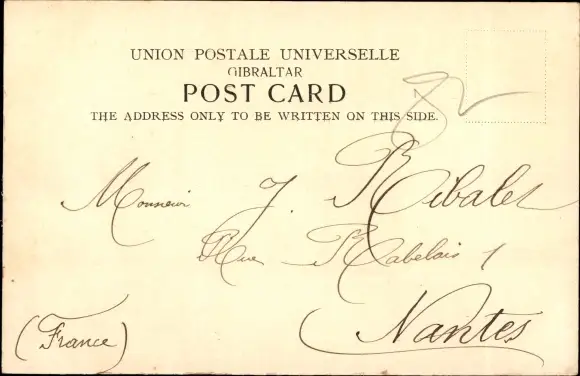 UNION POSTALE UNIVERSELLE
GIBRALTAR
POST CARD
THE ADDRESS ONLY TO BE WRITTEN ON THIS SIDE.
Monsieur J. Ribalet
Rue Rabelais 1
Nantes
(France)